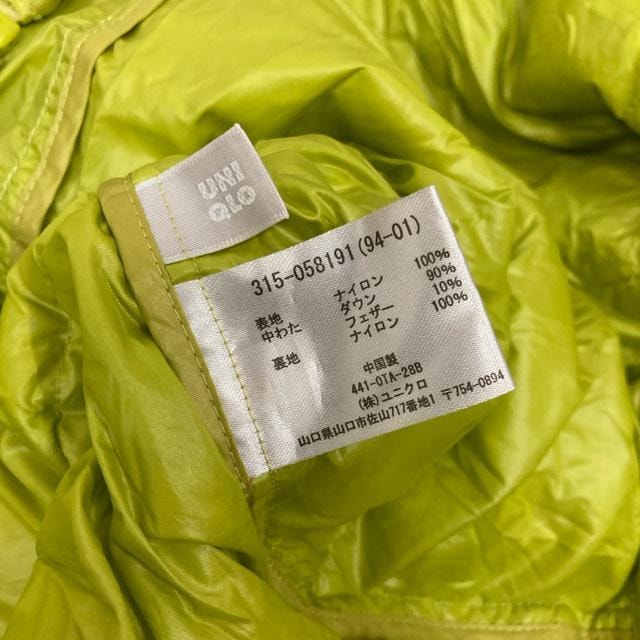 UNI
QLO
315-058191(94-01)
表地 ナイロン 100%
中わた ダウン 90%
フェザー 10%
裏地 ナイロン 100%
中国製
441-OTA-28B
(株)ユニクロ
山口県山口市佐山717番地1 〒754-0894